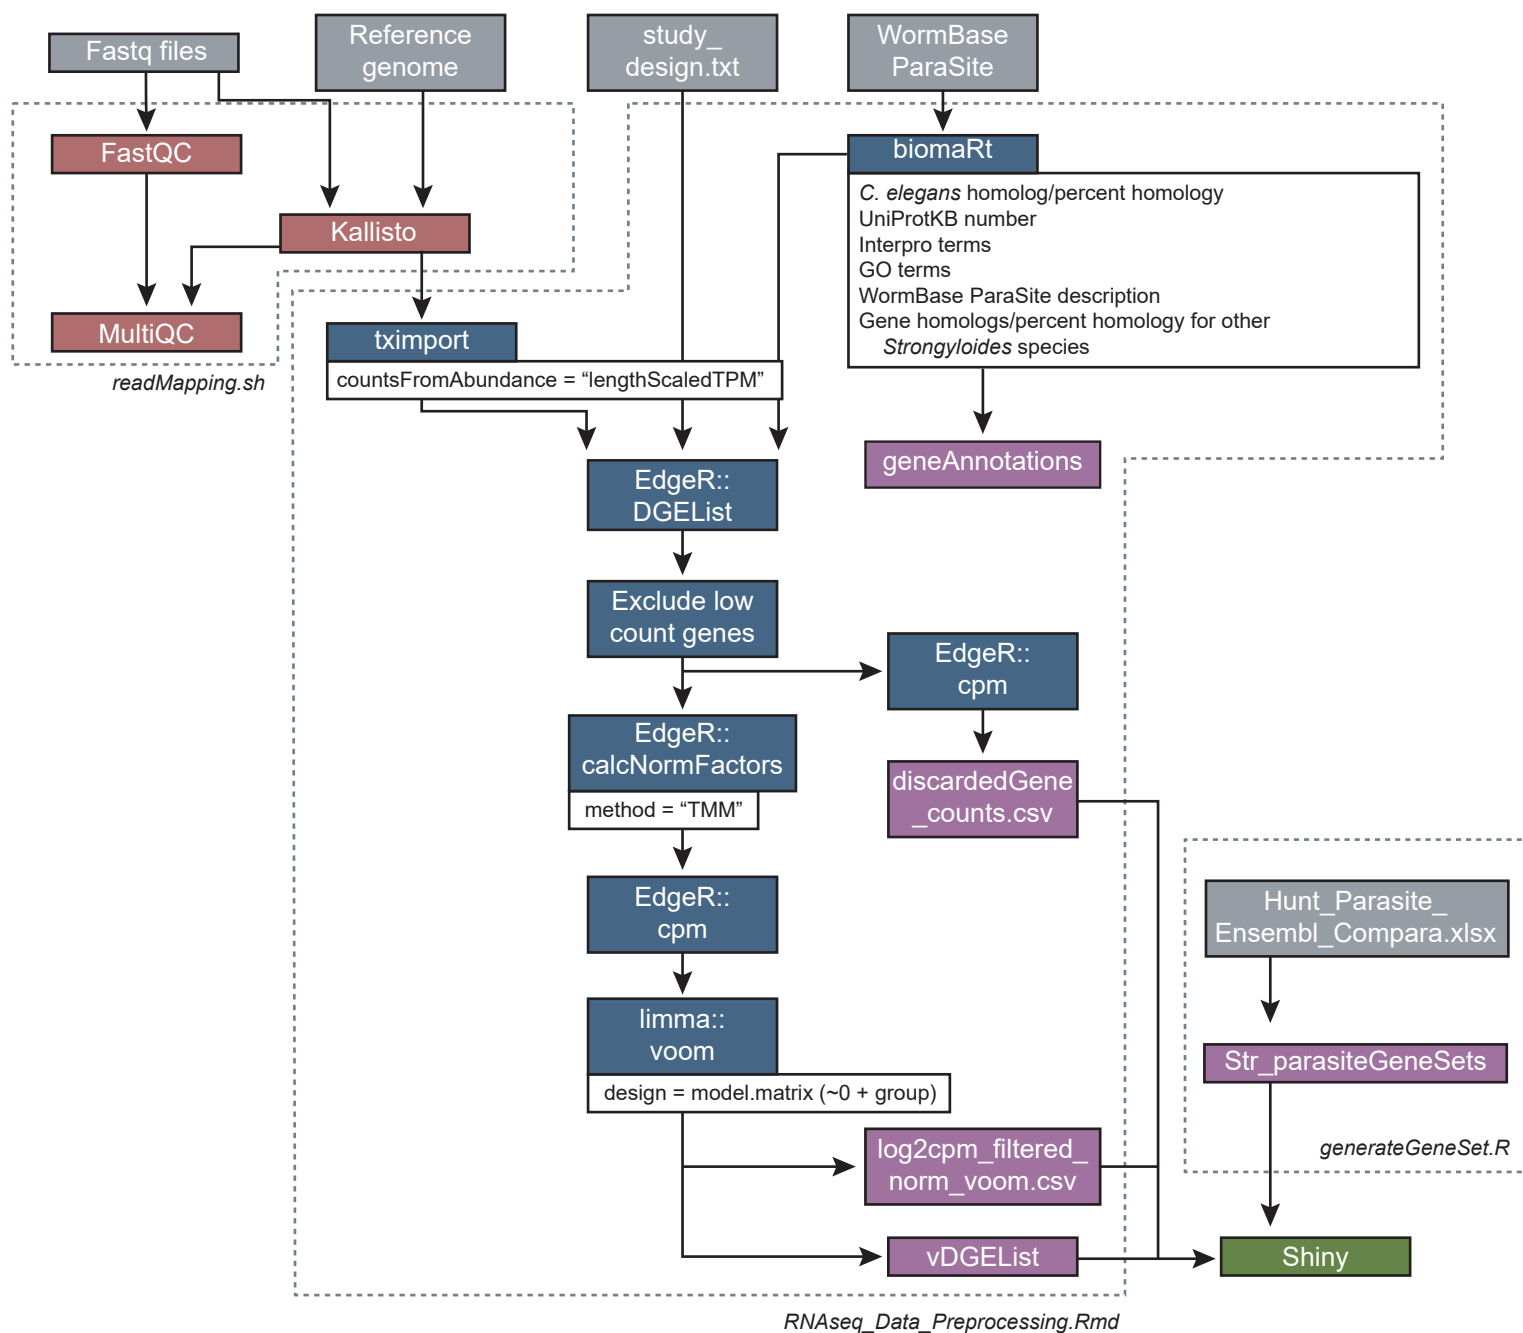 Fastq files
Reference
genome
study_
design.txt
WormBase
ParaSite
FastQC
Kallisto
MultiQC
readMapping.sh
biomaRt
C. elegans homolog/percent homology
UniProtKB number
Interpro terms
GO terms
WormBase ParaSite description
Gene homologs/percent homology for other
Strongyloides species
tximport
countsFromAbundance = “lengthScaledTPM”
geneAnnotations
EdgeR::
DGEList
Exclude low
count genes
EdgeR::
cpm
EdgeR::
calcNormFactors
method = “TMM”
discardedGene
_counts.csv
EdgeR::
cpm
limma::
voom
design = model.matrix (~0 + group)
log2cpm_filtered_
norm_voom.csv
vDGEList
Hunt_Parasite_
Ensembl_Compara.xlsx
Str_parasiteGeneSets
generateGeneSet.R
Shiny
RNAseq_Data_Preprocessing.Rmd